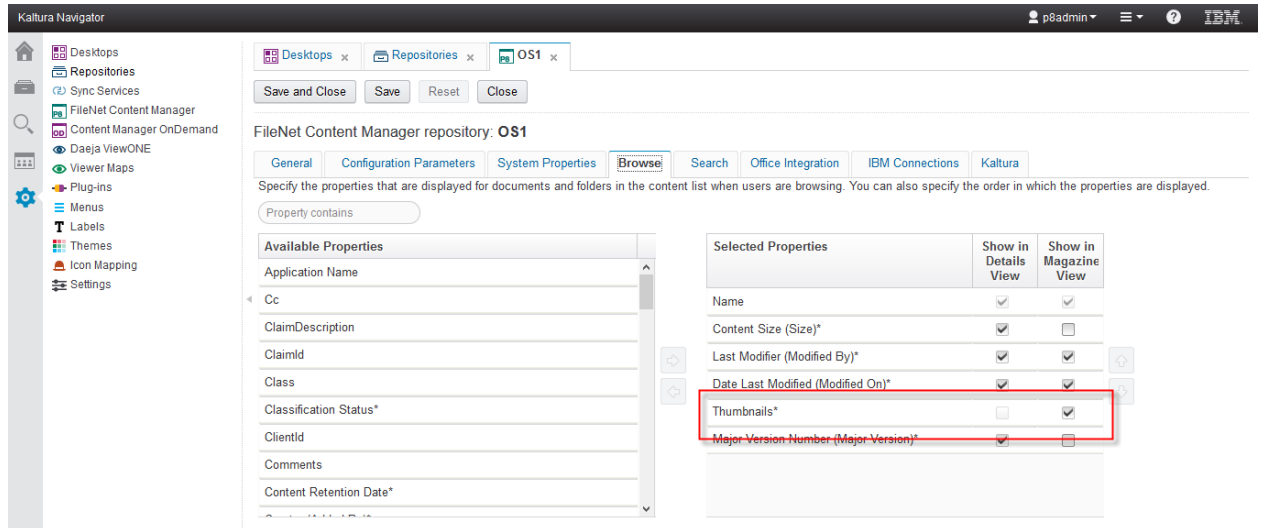 Kaltura Navigator
p8admin
IBM
Desktops
Repositories
Sync Services
FileNet Content Manager
Content Manager OnDemand
Daeja ViewONE
Viewer Maps
Plug-ins
Menus
Labels
Themes
Icon Mapping
Settings
Desktops x Repositories x OS1 x
Save and Close Save Reset Close
FileNet Content Manager repository: OS1
General Configuration Parameters System Properties Browse Search Office Integration IBM Connections Kaltura
Specify the properties that are displayed for documents and folders in the content list when users are browsing. You can also specify the order in which the properties are displayed.
Property contains
Available Properties
Application Name
Cc
ClaimDescription
ClaimId
Class
Classification Status*
ClientId
Comments
Content Retention Date*
Selected Properties
Show in Details View
Show in Magazine View
Name
Content Size (Size)*
Last Modifier (Modified By)*
Date Last Modified (Modified On)*
Thumbnails*
Major Version Number (Major Version)*